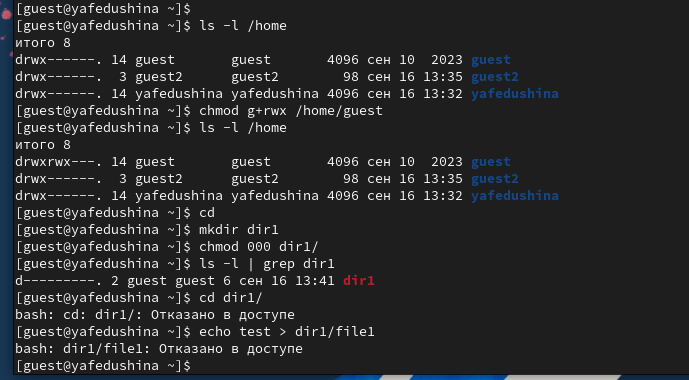 [guest@yafedushina ~]$
[guest@yafedushina ~]$ ls -l /home
итого 8
drwx------. 14 guest guest 4096 сен 10 2023 guest
drwx------. 3 guest2 guest2 98 сен 16 13:35 guest2
drwx------. 14 yafedushina yafedushina 4096 сен 16 13:32 yafedushina
[guest@yafedushina ~]$ chmod g+rwx /home/guest
[guest@yafedushina ~]$ ls -l /home
итого 8
drwxrwx---. 14 guest guest 4096 сен 10 2023 guest
drwx------. 3 guest2 guest2 98 сен 16 13:35 guest2
drwx------. 14 yafedushina yafedushina 4096 сен 16 13:32 yafedushina
[guest@yafedushina ~]$ cd
[guest@yafedushina ~]$ mkdir dir1
[guest@yafedushina ~]$ chmod 000 dir1/
[guest@yafedushina ~]$ ls -l | grep dir1
d---------. 2 guest guest 6 сен 16 13:41 dir1
[guest@yafedushina ~]$ cd dir1/
bash: cd: dir1/: Отказано в доступе
[guest@yafedushina ~]$ echo test > dir1/file1
bash: dir1/file1: Отказано в доступе
[guest@yafedushina ~]$